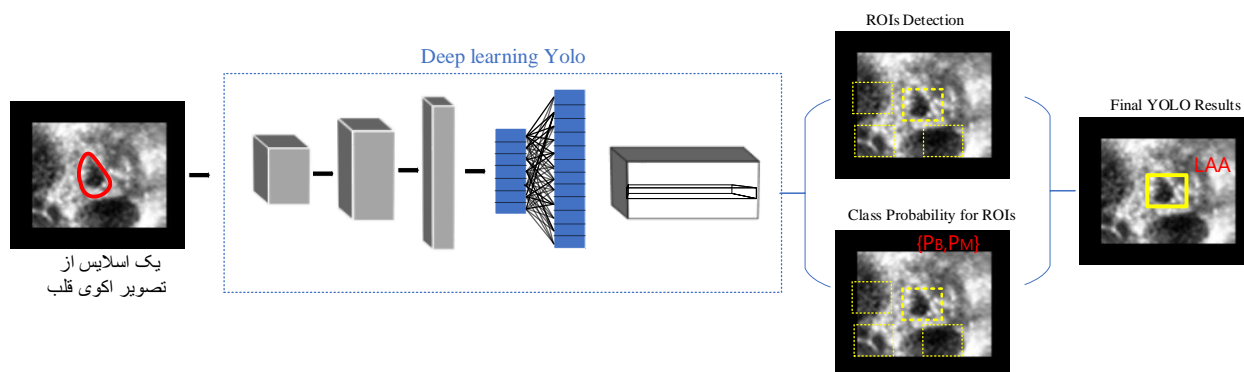 یک اسلایس از
تصویر اکوی قلب
Deep learning Yolo
ROIs Detection
Class Probability for ROIs
{PB,PM}
Final YOLO Results
LAA